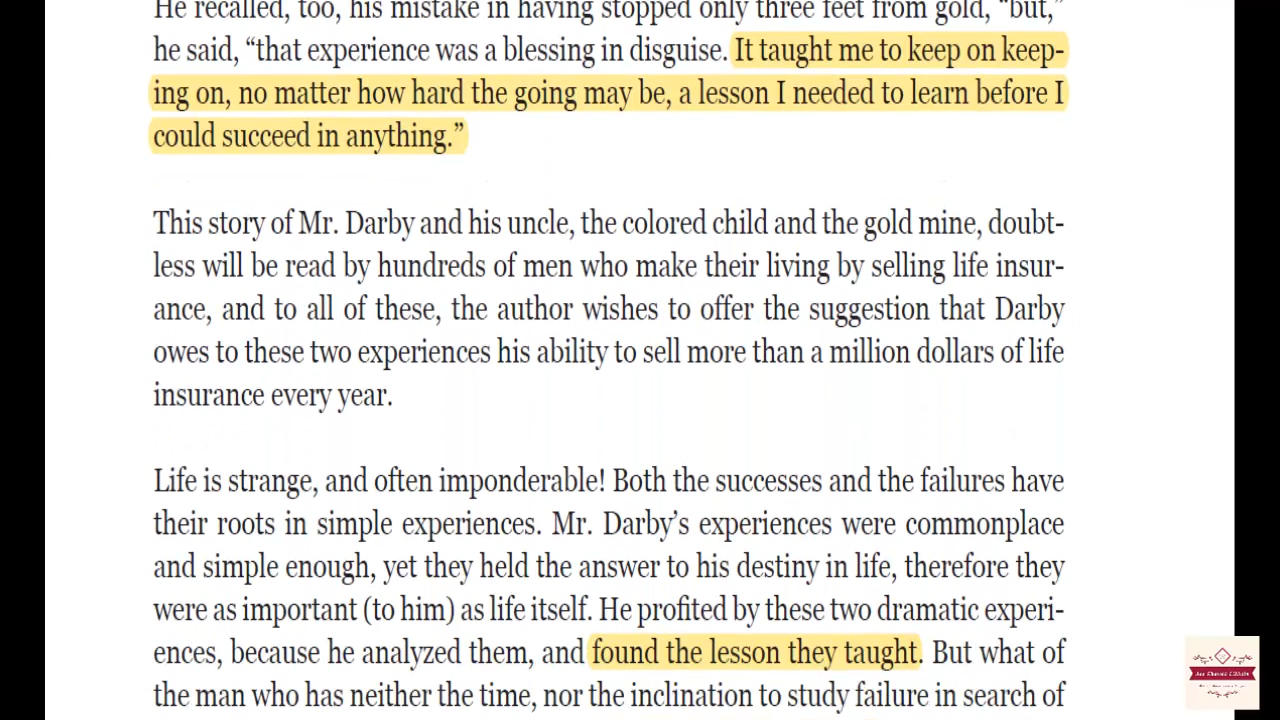 He recalled, too, his mistake in having stopped only three feet from gold, “but,”
he said, “that experience was a blessing in disguise. It taught me to keep on keep-
ing on, no matter how hard the going may be, a lesson I needed to learn before I
could succeed in anything.”
This story of Mr. Darby and his uncle, the colored child and the gold mine, doubt-
less will be read by hundreds of men who make their living by selling life insur-
ance, and to all of these, the author wishes to offer the suggestion that Darby
owes to these two experiences his ability to sell more than a million dollars of life
insurance every year.
Life is strange, and often imponderable! Both the successes and the failures have
their roots in simple experiences. Mr. Darby’s experiences were commonplace
and simple enough, yet they held the answer to his destiny in life, therefore they
were as important (to him) as life itself. He profited by these two dramatic experi-
ences, because he analyzed them, and found the lesson they taught. But what of
the man who has neither the time, nor the inclination to study failure in search of